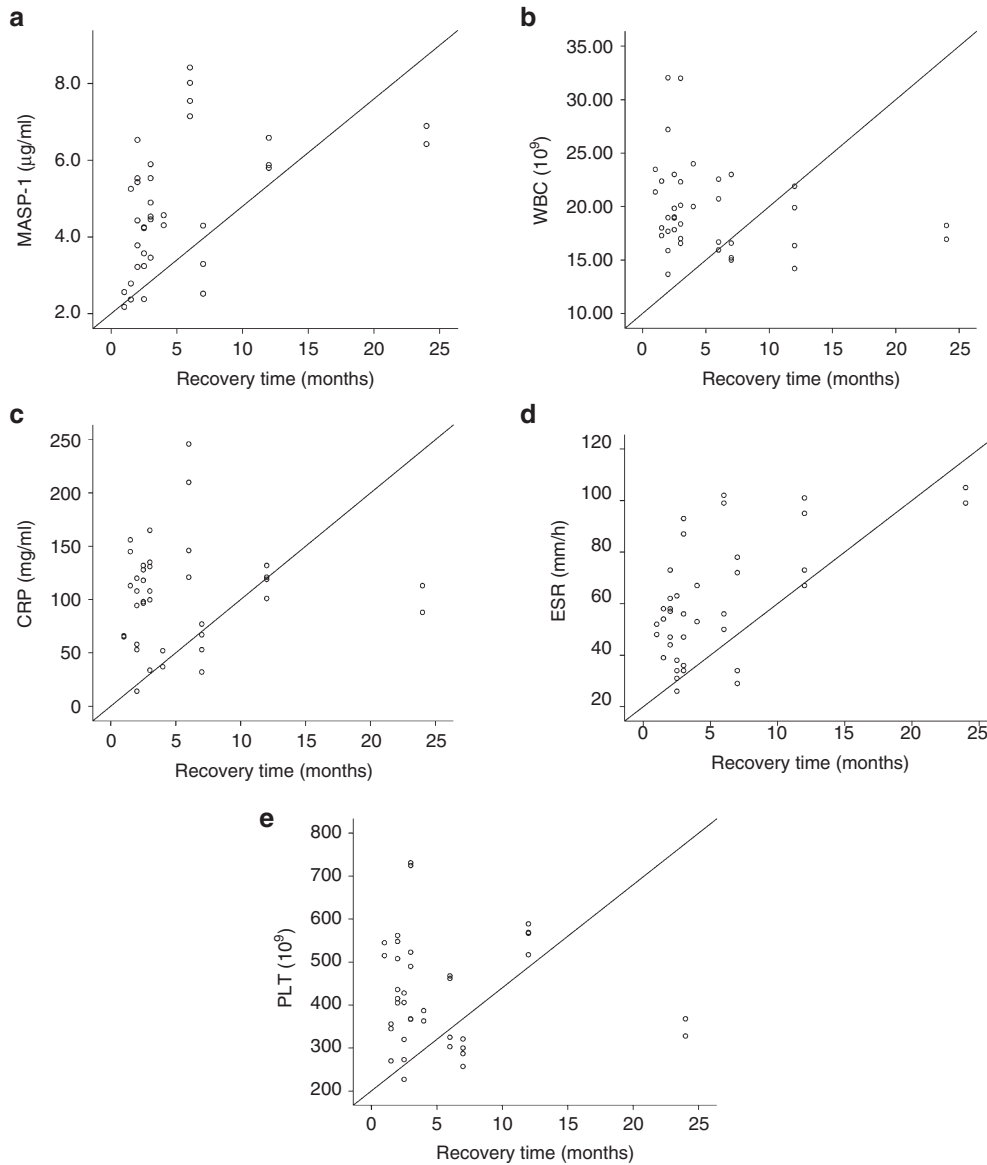 a
8.0
6.0
4.0
2.0
MASP-1 (μg/ml)
0 5 10 15 20 25
Recovery time (months)
b
35.00
30.00
25.00
20.00
15.00
10.00
WBC (10^9)
0 5 10 15 20 25
Recovery time (months)
c
250
200
150
100
50
0
CRP (mg/ml)
0 5 10 15 20 25
Recovery time (months)
d
120
100
80
60
40
20
ESR (mm/h)
0 5 10 15 20 25
Recovery time (months)
e
800
700
600
500
400
300
200
PLT (10^9)
0 5 10 15 20 25
Recovery time (months)